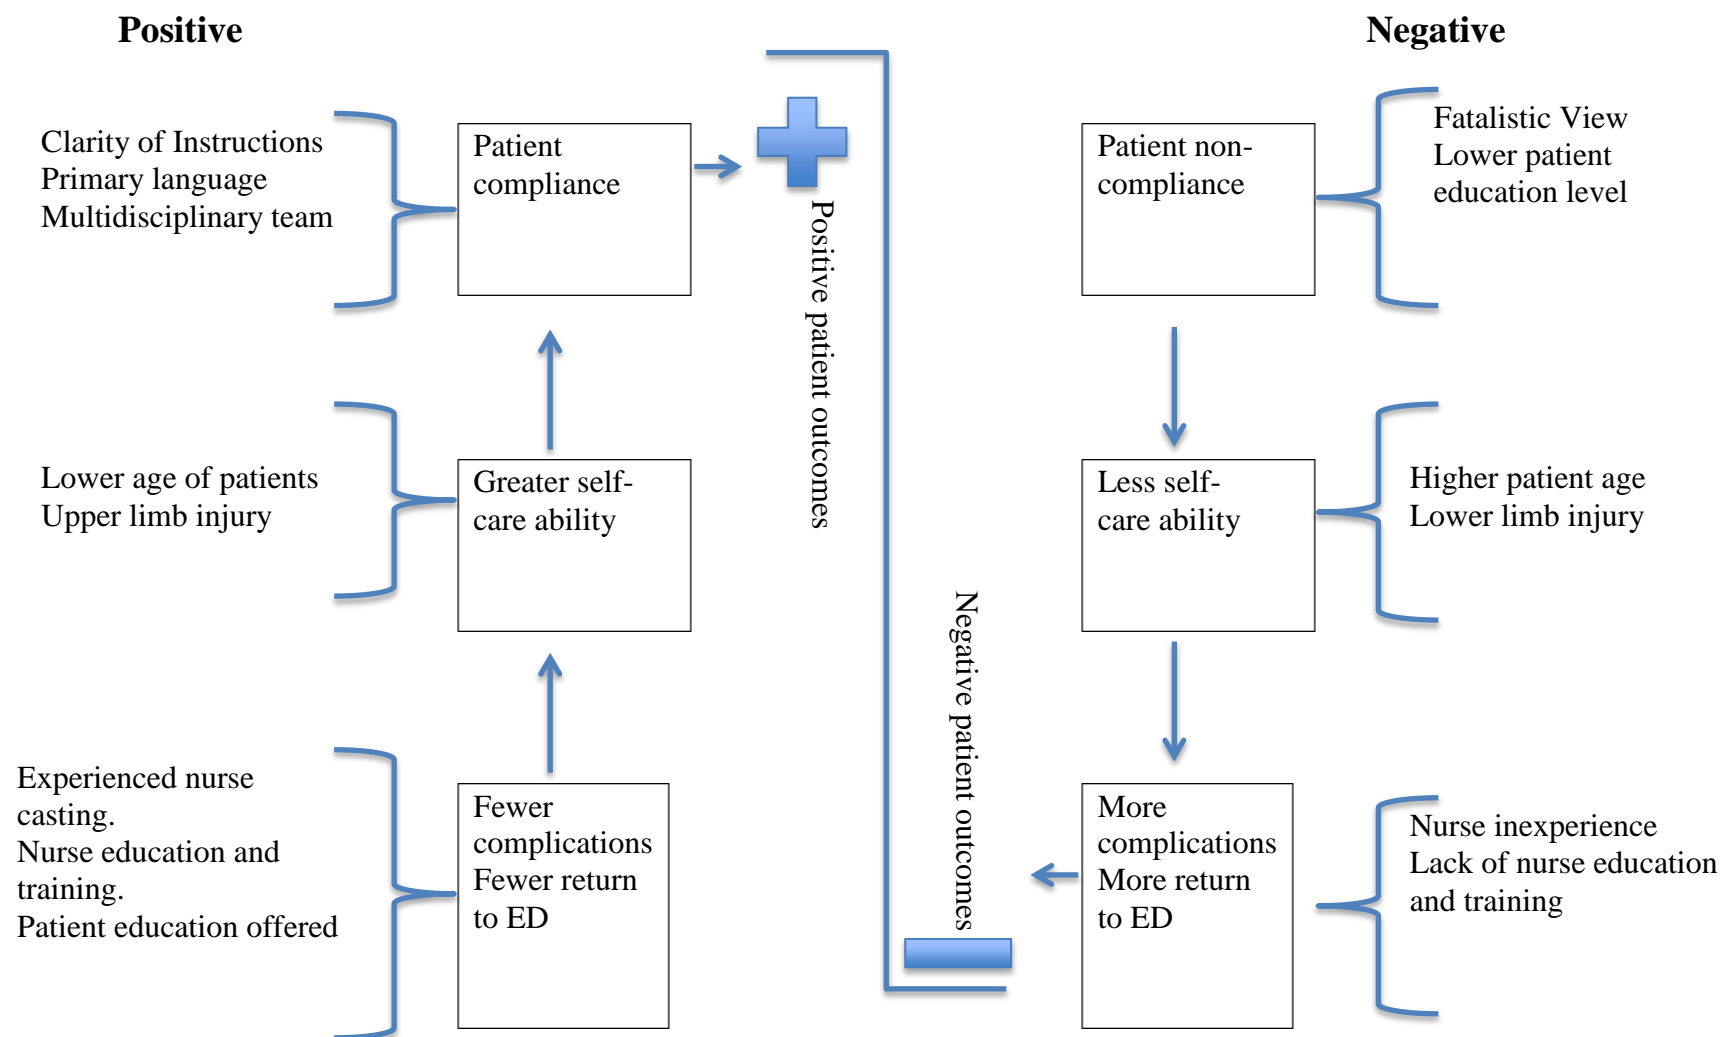 Positive
Negative
Clarity of Instructions
Primary language
Multidisciplinary team
Patient
compliance
Positive patient outcomes
Patient non-
compliance
Fatalistic View
Lower patient
education level
Lower age of patients
Upper limb injury
Greater self-
care ability
Less self-
care ability
Higher patient age
Lower limb injury
Experienced nurse
casting.
Nurse education and
training.
Patient education offered
Fewer
complications
Fewer return
to ED
Negative patient outcomes
More
complications
More return
to ED
Nurse inexperience
Lack of nurse education
and training